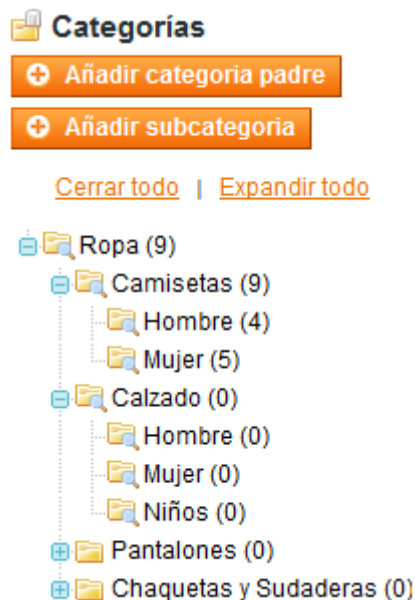 Categorías
Añadir categoria padre
Añadir subcategoria
Cerrar todo | Expandir todo
Ropa (9)
Camisetas (9)
Hombre (4)
Mujer (5)
Calzado (0)
Hombre (0)
Mujer (0)
Niños (0)
Pantalones (0)
Chaquetas y Sudaderas (0)